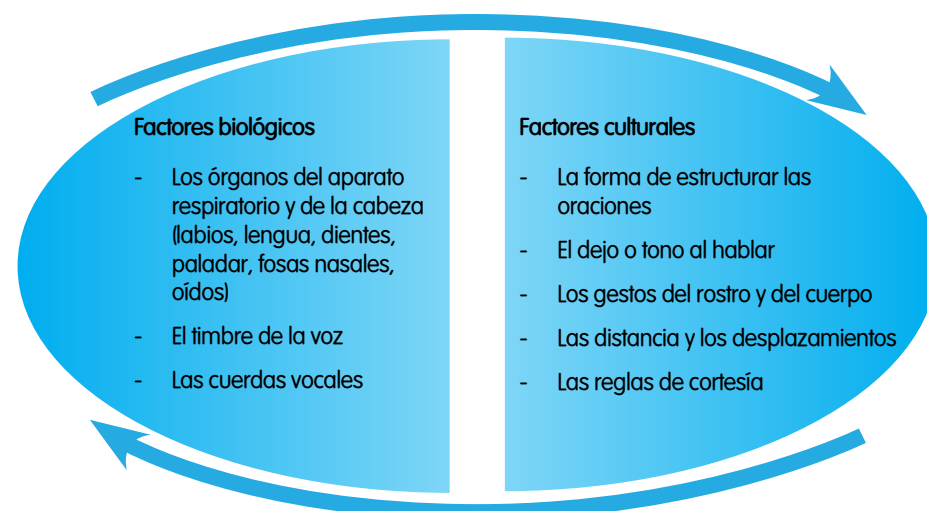 Factores biológicos
- Los órganos del aparato
respiratorio y de la cabeza
(labios, lengua, dientes,
paladar, fosas nasales,
oídos)
- El timbre de la voz
- Las cuerdas vocales
Factores culturales
- La forma de estructurar las
oraciones
- El dejo o tono al hablar
- Los gestos del rostro y del cuerpo
- Las distancia y los desplazamientos
- Las reglas de cortesía